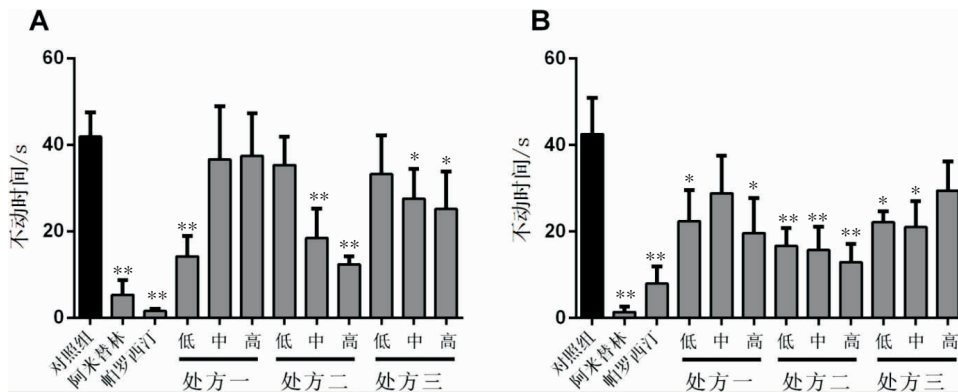 A
不动时间/s
60
40
20
0
**
**
**
**
**
*
*
对照组
阿米替林
帕罗西汀
低
中
高
低
中
高
低
中
高
处方一
处方二
处方三
B
不动时间/s
60
40
20
0
**
**
*
*
**
**
**
*
*
对照组
阿米替林
帕罗西汀
低
中
高
低
中
高
低
中
高
处方一
处方二
处方三